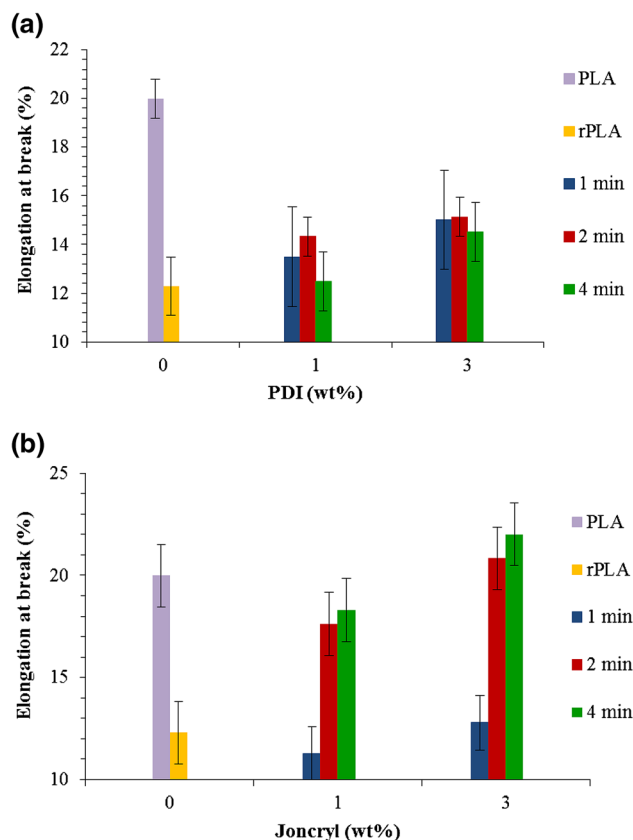 (a)
22
20
18
16
14
12
10
Elongation at break (%)
0
1
3
PDI (wt%)
PLA
rPLA
1 min
2 min
4 min
(b)
25
20
15
10
Elongation at break (%)
0
1
3
Joncryl (wt%)
PLA
rPLA
1 min
2 min
4 min